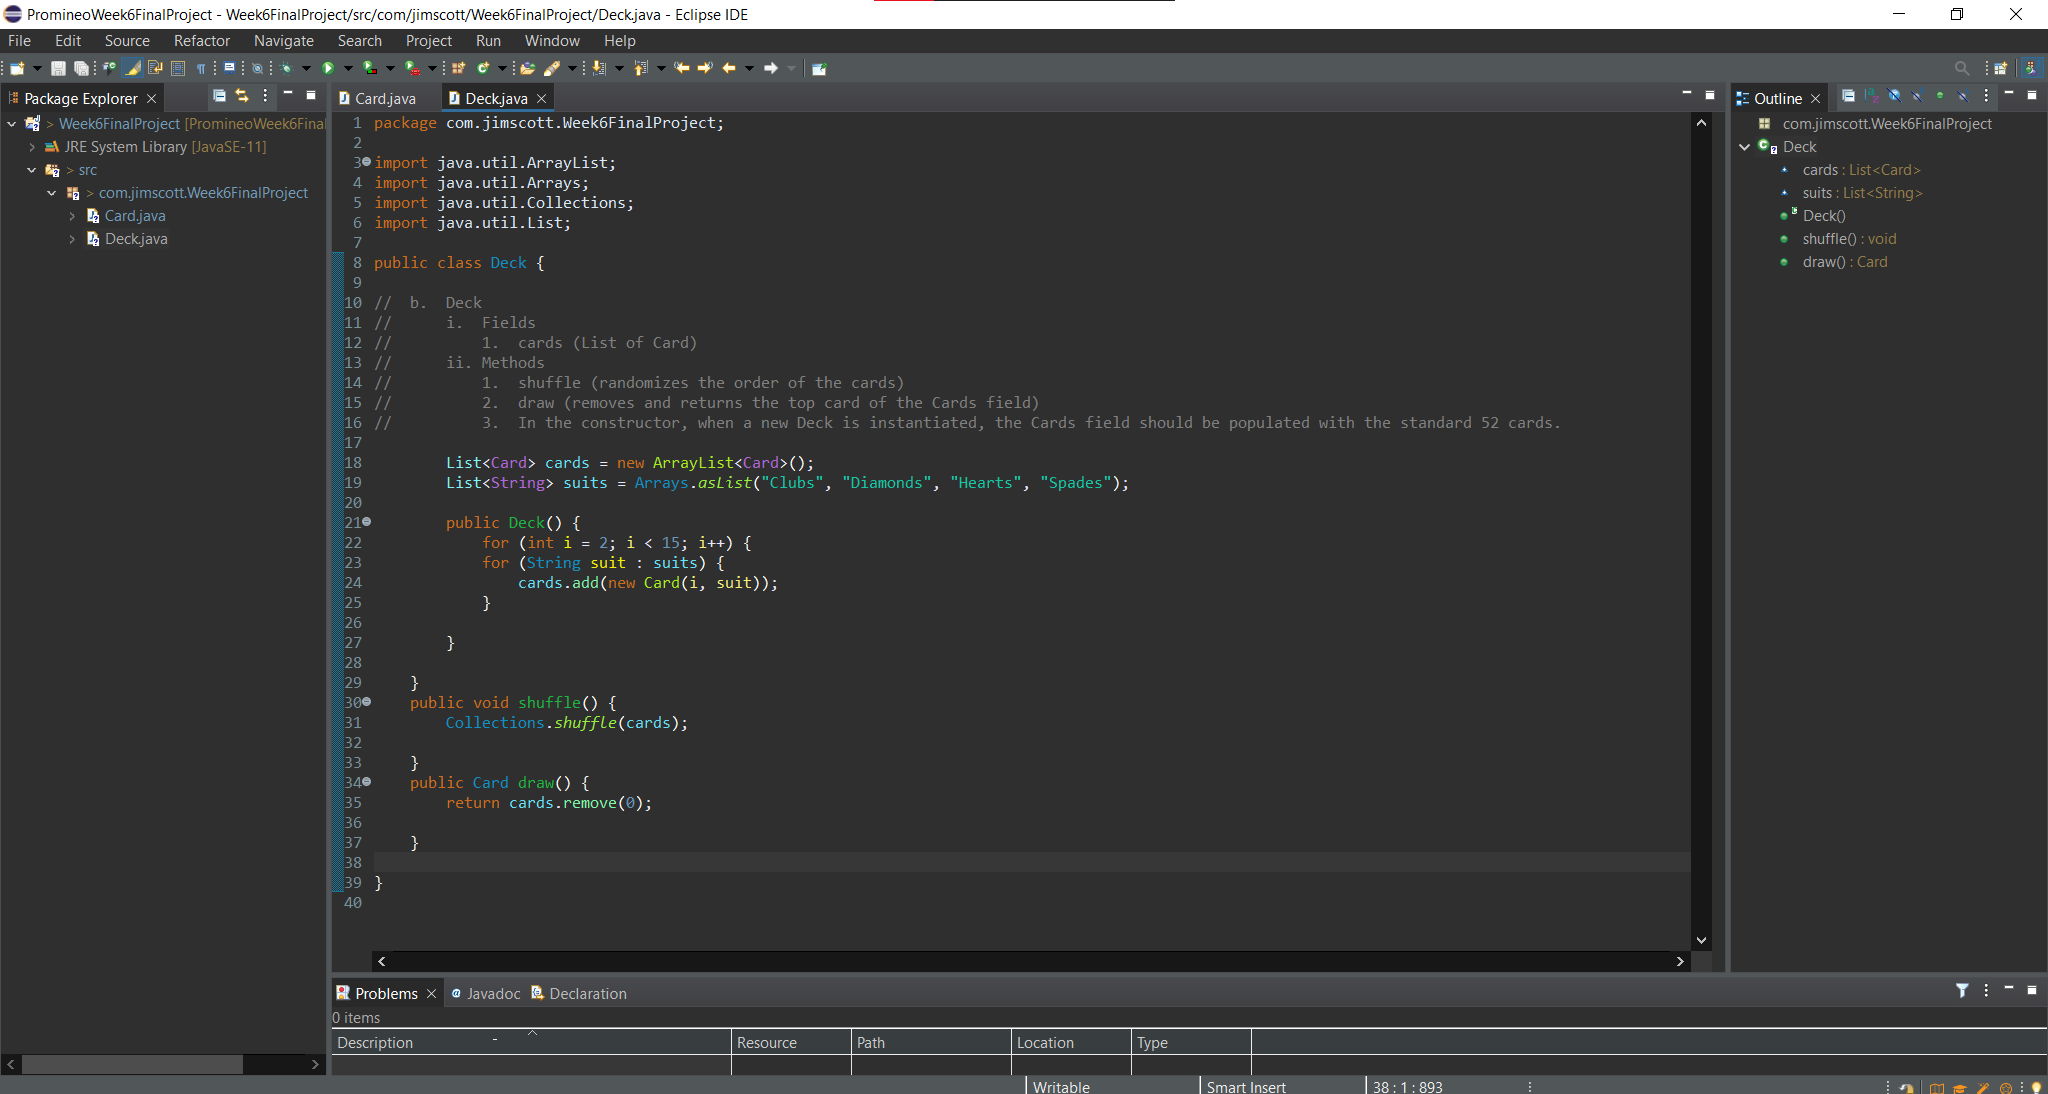 PromineoWeek6FinalProject - Week6FinalProject/src/com/jimscott/Week6FinalProject/Deck.java - Eclipse IDE
File Edit Source Refactor Navigate Search Project Run Window Help
Package Explorer
Week6FinalProject [PromineoWeek6Final
JRE System Library [JavaSE-11]
> src
> com.jimscott.Week6FinalProject
Card.java
Deck.java
Card.java Deck.java
1 package com.jimscott.Week6FinalProject;
2
3 import java.util.ArrayList;
4 import java.util.Arrays;
5 import java.util.Collections;
6 import java.util.List;
7
8 public class Deck {
9
10 // b. Deck
11 // i. Fields
12 // 1. cards (List of Card)
13 // ii. Methods
14 // 1. shuffle (randomizes the order of the cards)
15 // 2. draw (removes and returns the top card of the Cards field)
16 // 3. In the constructor, when a new Deck is instantiated, the Cards field should be populated with the standard 52 cards.
17
18 List<Card> cards = new ArrayList<Card>();
19 List<String> suits = Arrays.asList("Clubs", "Diamonds", "Hearts", "Spades");
20
21 public Deck() {
22 for (int i = 2; i < 15; i++) {
23 for (String suit : suits) {
24 cards.add(new Card(i, suit));
25 }
26
27 }
28
29 }
30 public void shuffle() {
31 Collections.shuffle(cards);
32
33 }
34 public Card draw() {
35 return cards.remove(0);
36
37 }
38
39 }
40
Outline
com.jimscott.Week6FinalProject
Deck
cards : List<Card>
suits : List<String>
Deck()
shuffle() : void
draw() : Card
Problems Javadoc Declaration
0 items
Description Resource Path Location Type
Writable Smart Insert 38 : 1 : 893